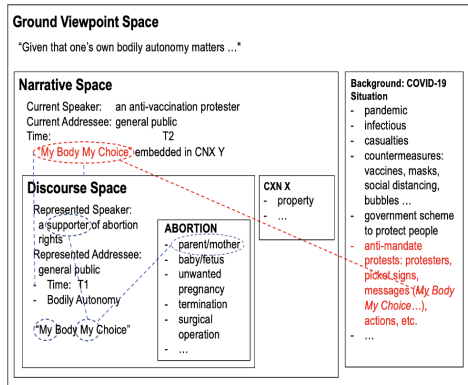 Ground Viewpoint Space
“Given that one’s own bodily autonomy matters …”
Narrative Space
Current Speaker: an anti-vaccination protester
Current Addressee: general public
Time: T2
“My Body My Choice” embedded in CNX Y
Discourse Space
Represented Speaker:
a supporter of abortion
rights
Represented Addressee:
general public
- Time: T1
- Bodily Autonomy
“My Body My Choice”
ABORTION
- parent/mother
- baby/fetus
- unwanted
pregnancy
- termination
- surgical
operation
- …
CXN X
- property
- …
Background: COVID-19
Situation
- pandemic
- infectious
- casualties
- countermeasures:
vaccines, masks,
social distancing,
bubbles …
- government scheme
to protect people
- anti-mandate
protests: protesters,
picket signs,
messages (My Body
My Choice…),
actions, etc.
- …